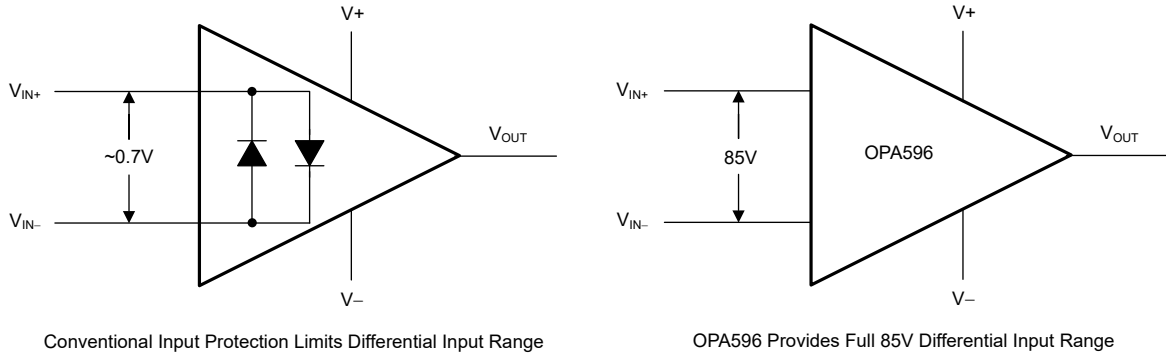 V+
V+
VIN+
~0.7V
VIN–
VOUT
V–
VIN+
85V
VIN–
OPA596
VOUT
V–
Conventional Input Protection Limits Differential Input Range
OPA596 Provides Full 85V Differential Input Range